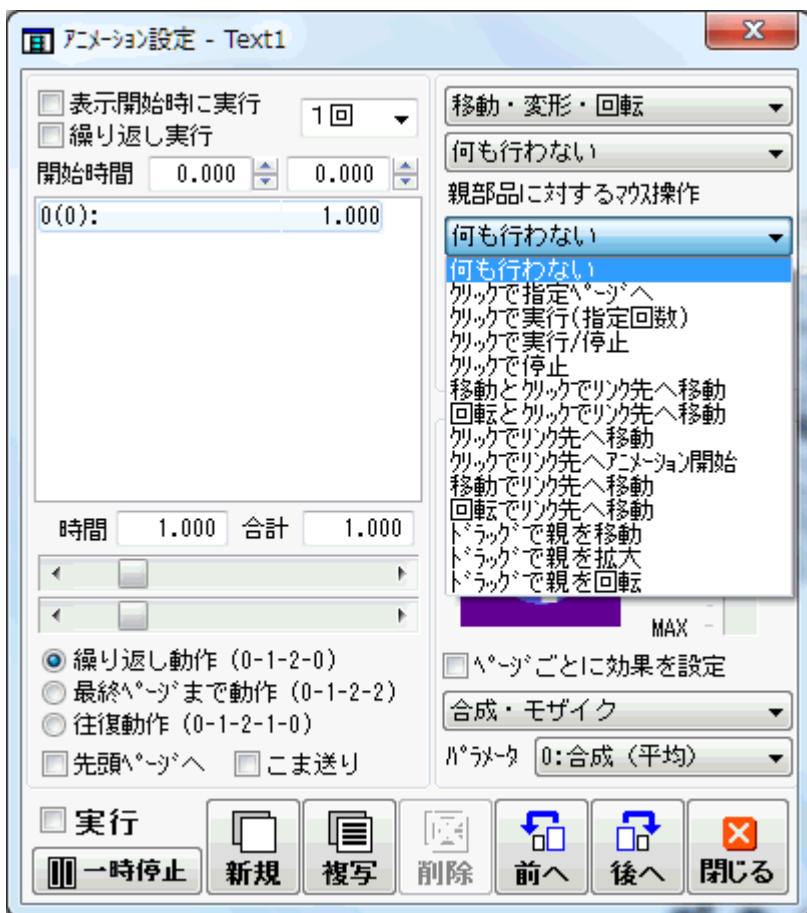 ｱﾆﾒｰｼｮﾝ設定 - Text1
表示開始時に実行
1回
繰り返し実行
開始時間 0.000 0.000
0(0): 1.000
時間 1.000 合計 1.000
繰り返し動作 (0-1-2-0)
最終ﾍﾟｰｼﾞまで動作 (0-1-2-2)
往復動作 (0-1-2-1-0)
先頭ﾍﾟｰｼﾞへ こま送り
移動・変形・回転
何も行わない
親部品に対するﾏｳｽ操作
何も行わない
何も行わない
ｸﾘｯｸで指定ﾍﾟｰｼﾞへ
ｸﾘｯｸで実行(指定回数)
ｸﾘｯｸで実行/停止
ｸﾘｯｸで停止
移動とｸﾘｯｸでﾘﾝｸ先へ移動
回転とｸﾘｯｸでﾘﾝｸ先へ移動
ｸﾘｯｸでﾘﾝｸ先へ移動
ｸﾘｯｸでﾘﾝｸ先へｱﾆﾒｰｼｮﾝ開始
移動でﾘﾝｸ先へ移動
回転でﾘﾝｸ先へ移動
ﾄﾞﾗｯｸﾞで親を移動
ﾄﾞﾗｯｸﾞで親を拡大
ﾄﾞﾗｯｸﾞで親を回転
MAX
ﾍﾟｰｼﾞごとに効果を設定
合成・モザイク
ﾊﾟﾗﾒｰﾀ 0:合成 (平均)
実行
一時停止
新規 複写 削除 前へ 後へ 閉じる